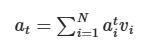 a_t = \sum_{i=1}^{N} a_i^t v_i